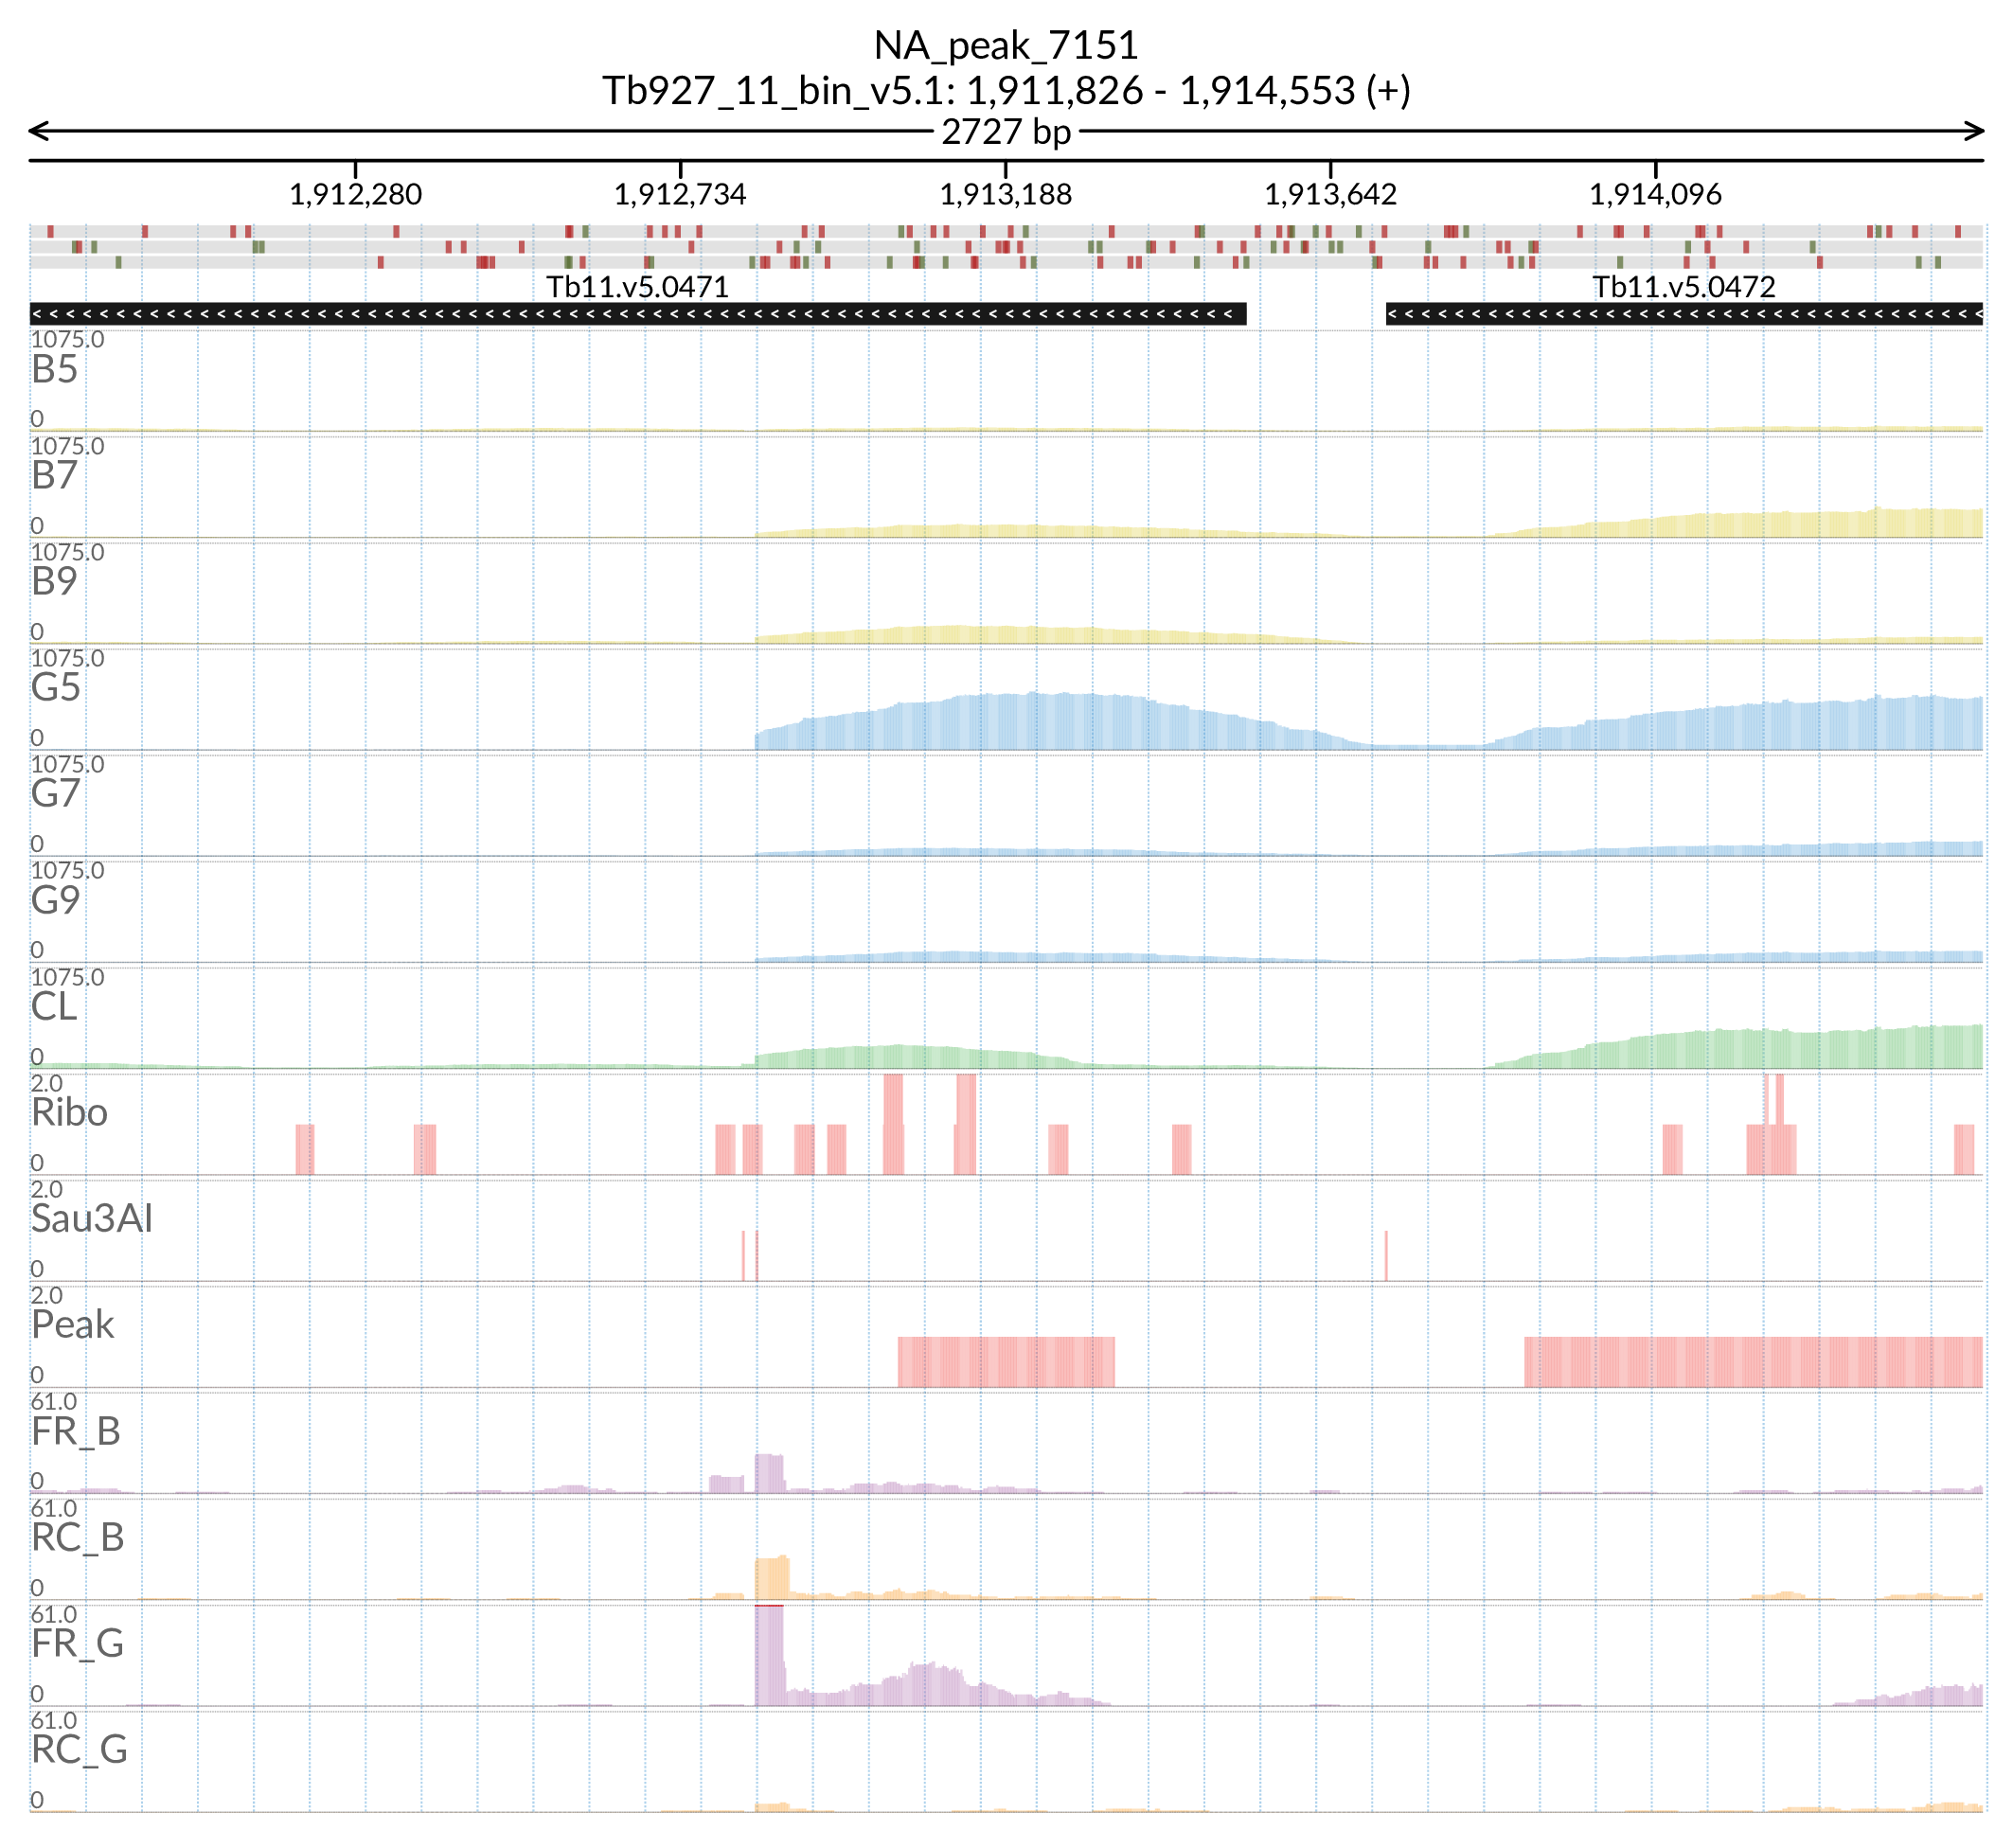 NA_peak_7151
Tb927_11_bin_v5.1: 1,911,826 - 1,914,553 (+)
2727 bp
1,912,280 1,912,734 1,913,188 1,913,642 1,914,096
Tb11.v5.0471 Tb11.v5.0472
1075.0
B5
0
1075.0
B7
0
1075.0
B9
0
1075.0
G5
0
1075.0
G7
0
1075.0
G9
0
1075.0
CL
0
2.0
Ribo
0
2.0
Sau3AI
0
2.0
Peak
0
61.0
FR_B
0
61.0
RC_B
0
61.0
FR_G
0
61.0
RC_G
0